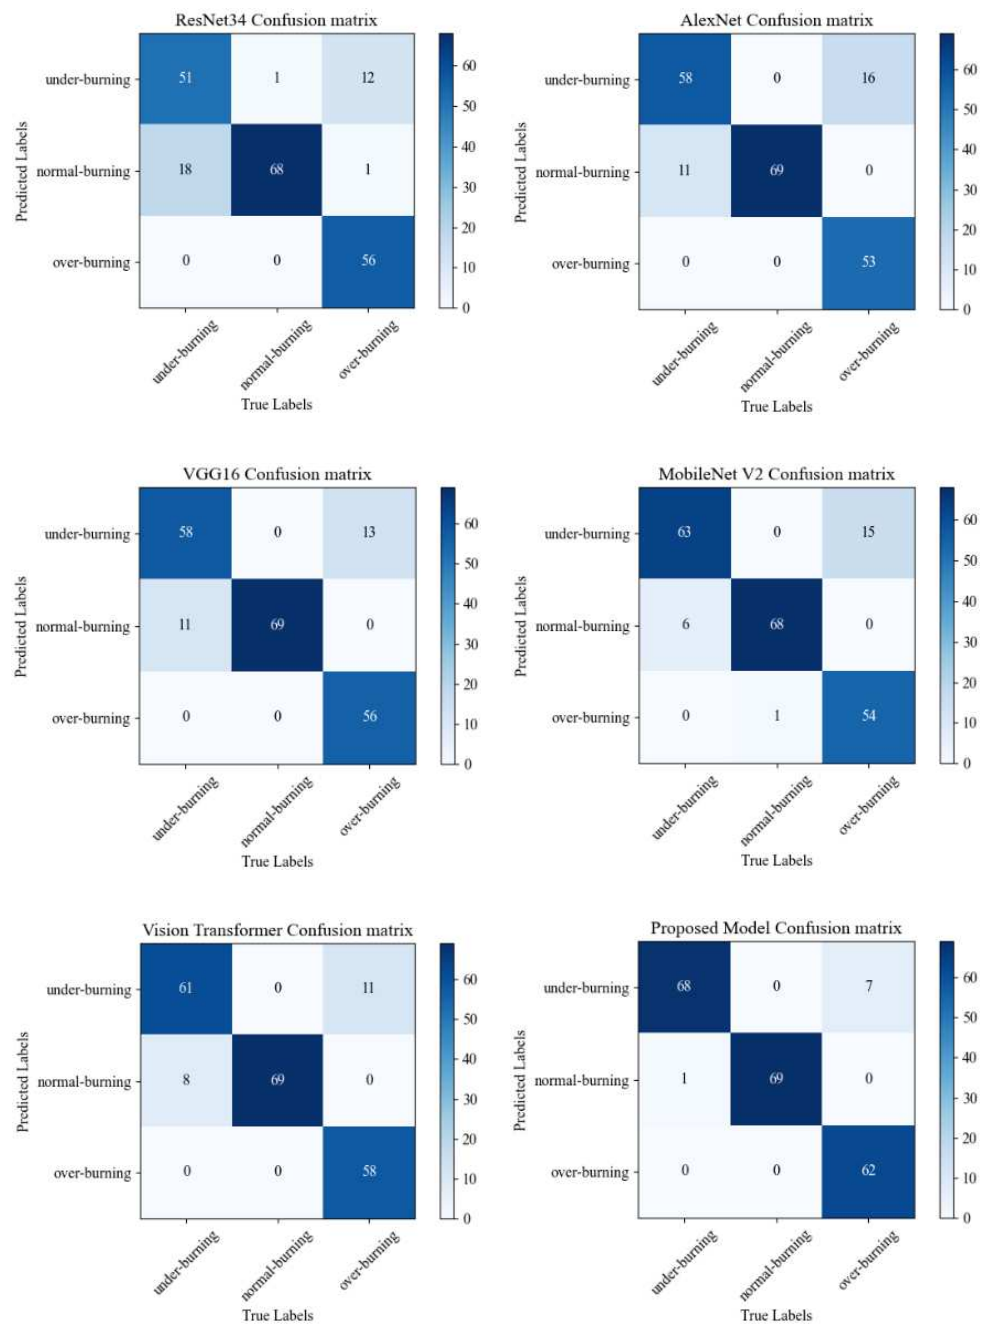 ResNet34 Confusion matrix
Predicted Labels
under-burning 51 1 12
normal-burning 18 68 1
over-burning 0 0 56
under-burning normal-burning over-burning
True Labels
60
50
40
30
20
10
0
AlexNet Confusion matrix
Predicted Labels
under-burning 58 0 16
normal-burning 11 69 0
over-burning 0 0 53
under-burning normal-burning over-burning
True Labels
60
50
40
30
20
10
0
VGG16 Confusion matrix
Predicted Labels
under-burning 58 0 13
normal-burning 11 69 0
over-burning 0 0 56
under-burning normal-burning over-burning
True Labels
60
50
40
30
20
10
0
MobileNet V2 Confusion matrix
Predicted Labels
under-burning 63 0 15
normal-burning 6 68 0
over-burning 0 1 54
under-burning normal-burning over-burning
True Labels
60
50
40
30
20
10
0
Vision Transformer Confusion matrix
Predicted Labels
under-burning 61 0 11
normal-burning 8 69 0
over-burning 0 0 58
under-burning normal-burning over-burning
True Labels
60
50
40
30
20
10
0
Proposed Model Confusion matrix
Predicted Labels
under-burning 68 0 7
normal-burning 1 69 0
over-burning 0 0 62
under-burning normal-burning over-burning
True Labels
60
50
40
30
20
10
0